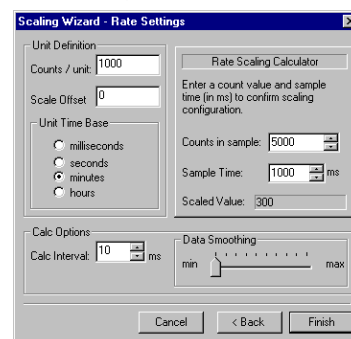 Scaling Wizard - Rate Settings
Unit Definition
Counts / unit: 1000
Scale Offset 0
Unit Time Base
milliseconds
seconds
minutes
hours
Rate Scaling Calculator
Enter a count value and sample
time (in ms) to confirm scaling
configuration.
Counts in sample: 5000
Sample Time: 1000 ms
Scaled Value: 300
Calc Options
Calc Interval: 10 ms
Data Smoothing
min max
Cancel < Back Finish